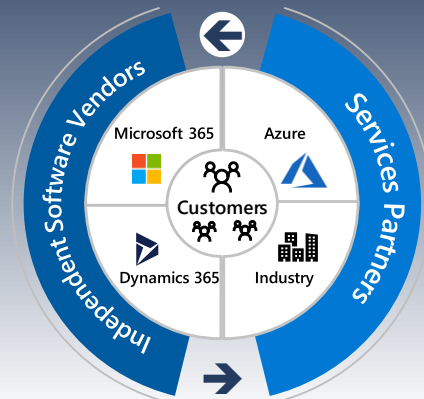 Independent Software Vendors
Services Partners
Microsoft 365
Azure
Customers
Dynamics 365
Industry